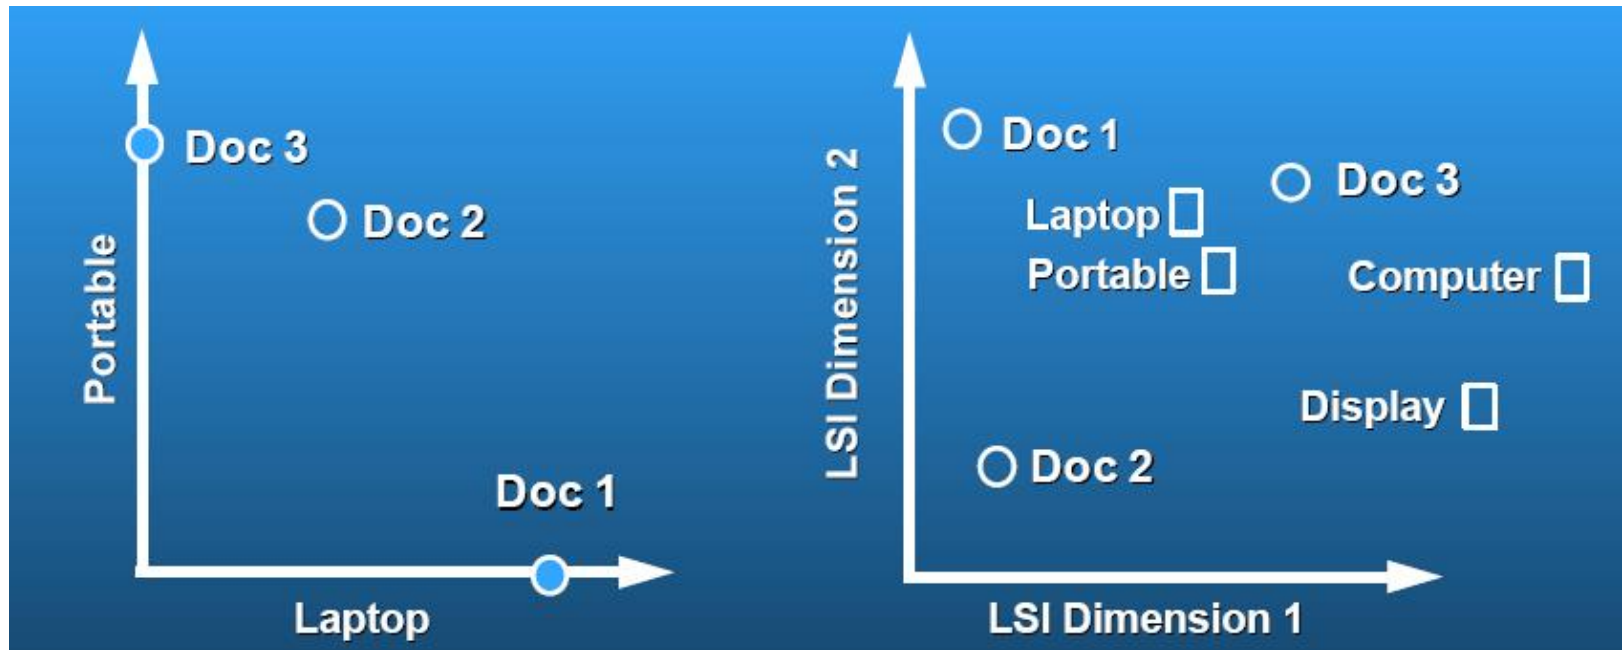 Portable
Doc 3
Doc 2
Doc 1
Laptop
LSI Dimension 2
Doc 1
Doc 3
Laptop
Portable
Computer
Display
Doc 2
LSI Dimension 1